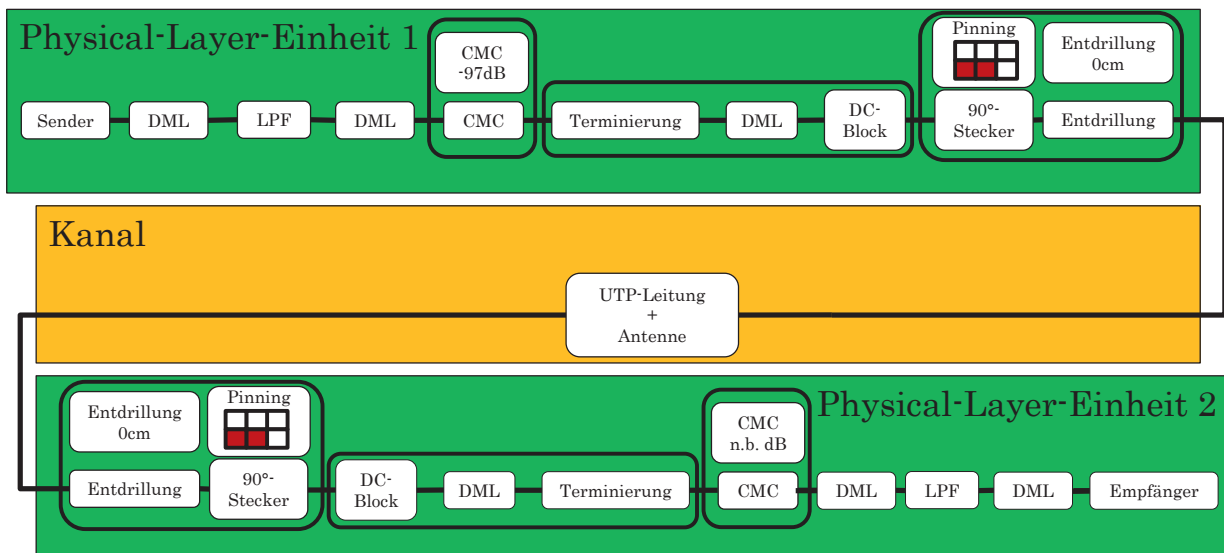 Physical-Layer-Einheit 1
CMC
-97dB
Pinning
Entdrillung
0cm
Sender
DML
LPF
DML
CMC
Terminierung
DML
DC-
Block
90°-
Stecker
Entdrillung
Kanal
UTP-Leitung
+
Antenne
Physical-Layer-Einheit 2
Entdrillung
0cm
Pinning
CMC
n.b. dB
Entdrillung
90°-
Stecker
DC-
Block
DML
Terminierung
CMC
DML
LPF
DML
Empfänger